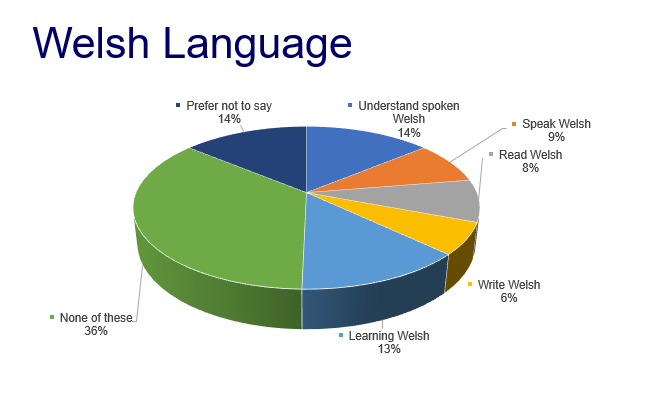 Welsh Language
Prefer not to say
14%
Understand spoken
Welsh
14%
Speak Welsh
9%
Read Welsh
8%
Write Welsh
6%
Learning Welsh
13%
None of these
36%